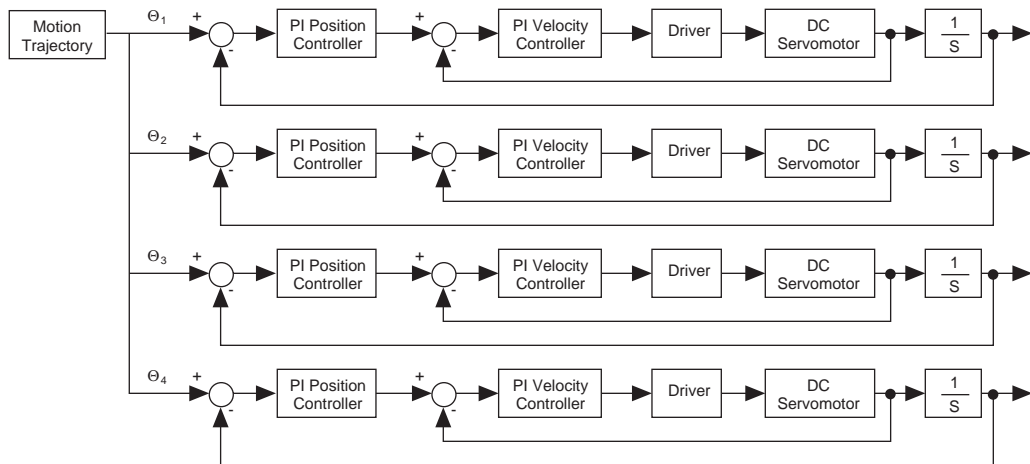 Motion
Trajectory
Θ1
+
-
PI Position
Controller
+
-
PI Velocity
Controller
Driver
DC
Servomotor
1
S
Θ2
+
-
PI Position
Controller
+
-
PI Velocity
Controller
Driver
DC
Servomotor
1
S
Θ3
+
-
PI Position
Controller
+
-
PI Velocity
Controller
Driver
DC
Servomotor
1
S
Θ4
+
-
PI Position
Controller
+
-
PI Velocity
Controller
Driver
DC
Servomotor
1
S